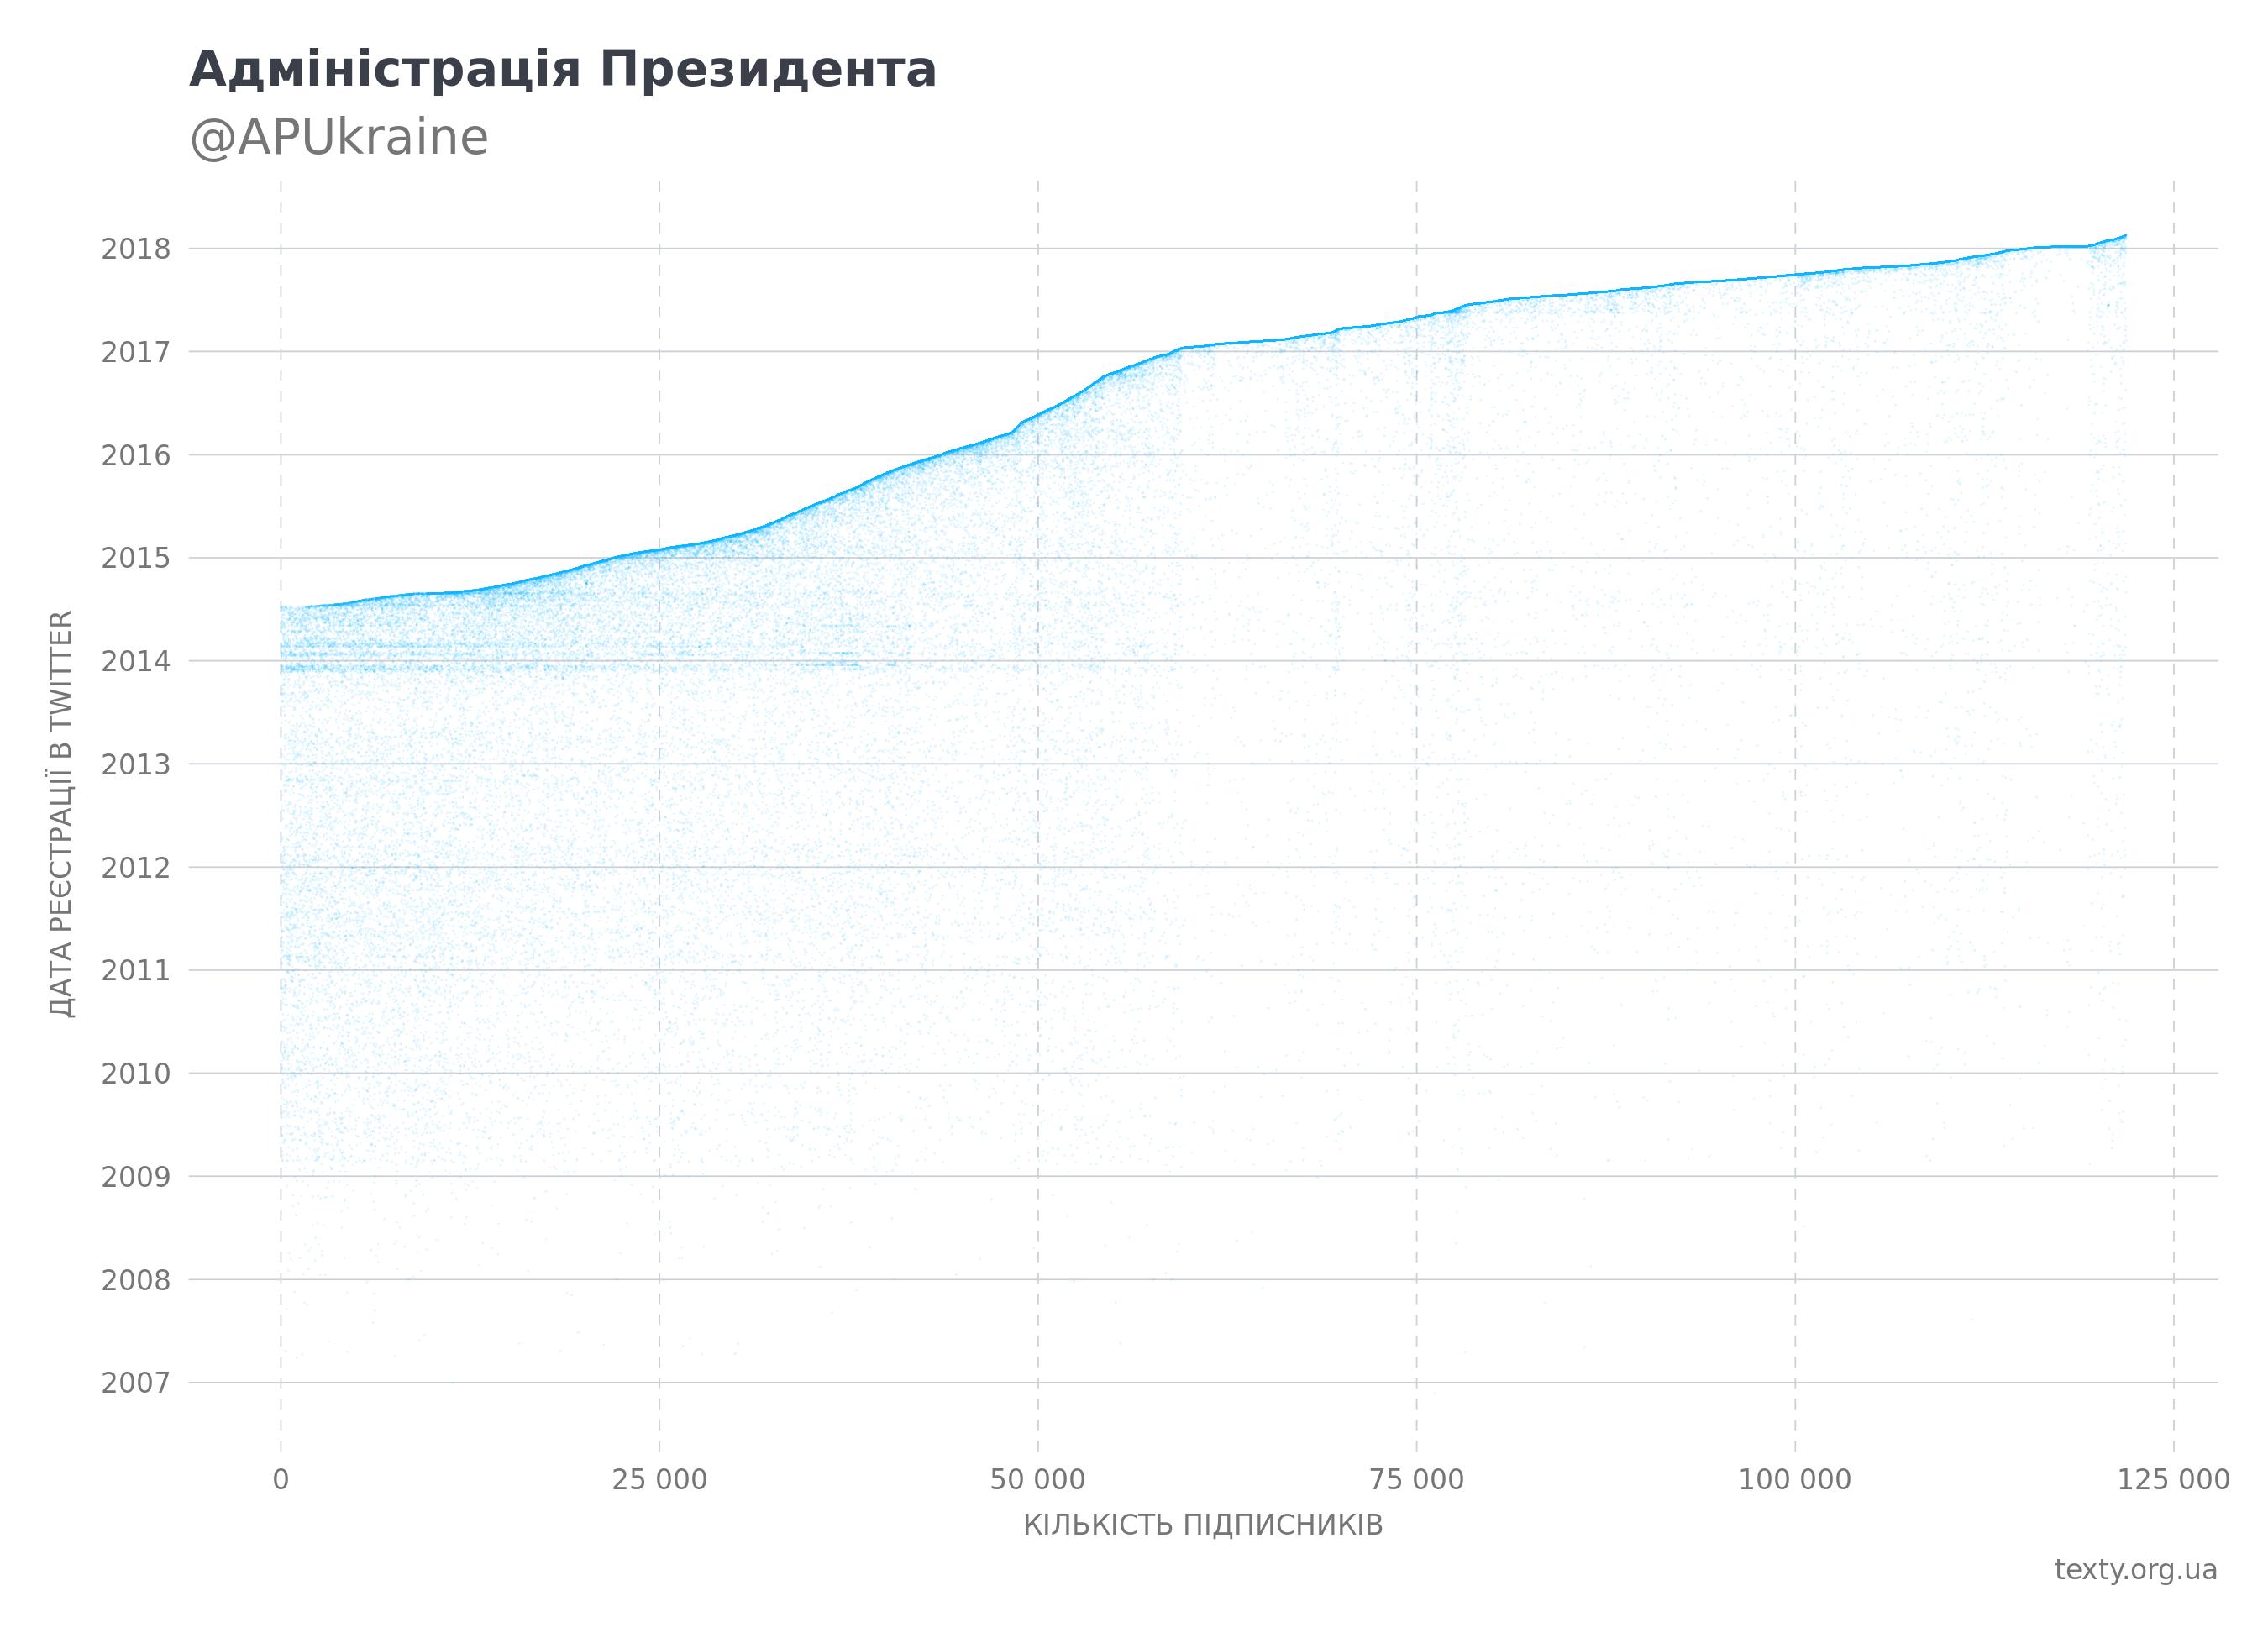 Адміністрація Президента
@APUkraine
ДАТА РЕЄСТРАЦІЇ В TWITTER
2018
2017
2016
2015
2014
2013
2012
2011
2010
2009
2008
2007
0 25 000 50 000 75 000 100 000 125 000
КІЛЬКІСТЬ ПІДПИСНИКІВ
texty.org.ua